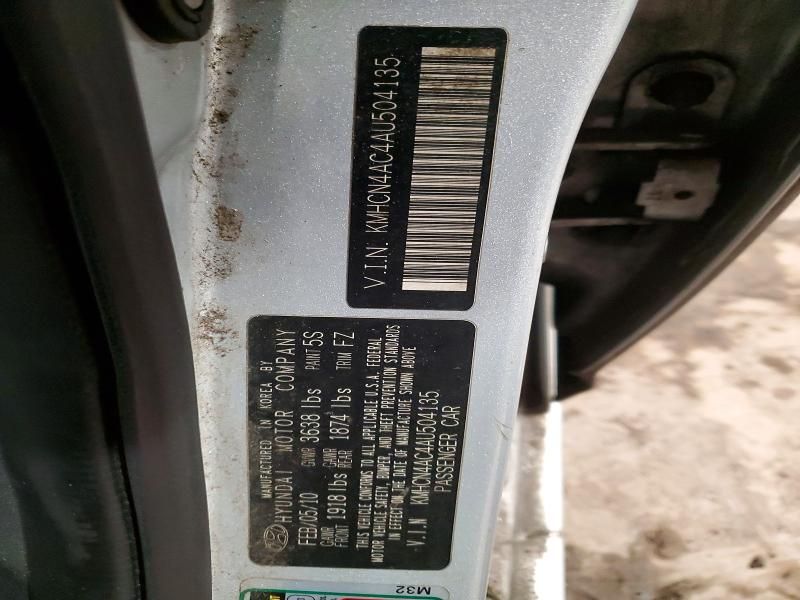 V.I.N. KMHCN4AC4AU504135
MANUFACTURED IN KOREA BY
HYUNDAI MOTOR COMPANY
FEB/05/10 GVWR 3638 lbs PAINT 5S
GAWR FRONT 1918 lbs GAWR REAR 1874 lbs TRIM FZ
THIS VEHICLE CONFORMS TO ALL APPLICABLE U.S.A. FEDERAL
MOTOR VEHICLE SAFETY, BUMPER, AND THEFT PREVENTION STANDARDS
IN EFFECT ON THE DATE OF MANUFACTURE SHOWN ABOVE
V.I.N KMHCN4AC4AU504135
PASSENGER CAR
M32